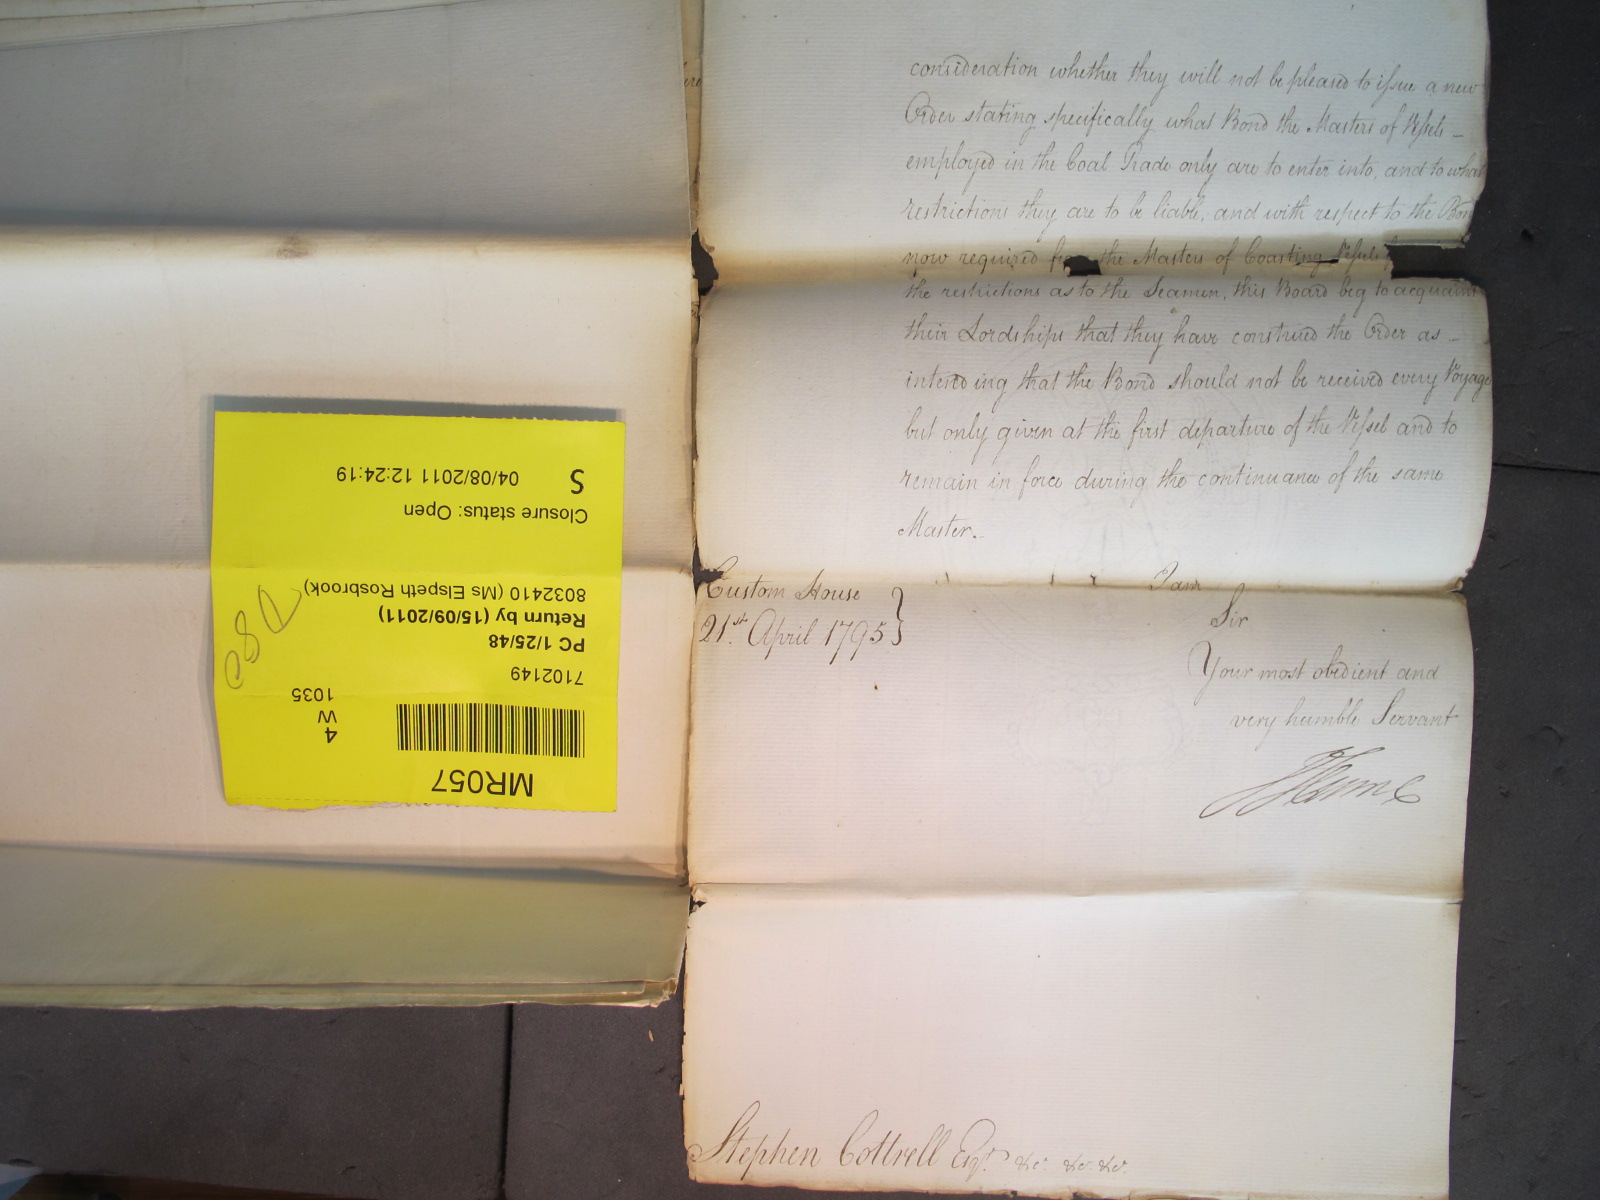 consideration whether they will not be pleased to issue a new
Order stating specifically what Bond the Masters of Vessels –
employed in the Coal Trade only are to enter into, and to what
restrictions they are to be liable, and with respect to the Bond
now required from the Masters of Coasting Vessels
the restrictions as to the Seamen, this Board beg to acquaint
their Lordships that they have construed the Order as –
intending that the Bond should not be received every Voyage
but only given at the first departure of the Vessel and to
remain in force during the continuance of the same
Master. –
I am
Custom House
21st. April 1795
Sir
Your most obedient and
very humble Servant
JHume
Stephen Cottrell Esqr. &c. &c. &c.
MR057
4
W
1035
7102149
PC 1/25/48
Return by (15/09/2011)
8032410 (Ms Elspeth Rosbrook)
Closure status: Open
S 04/08/2011 12:24:19